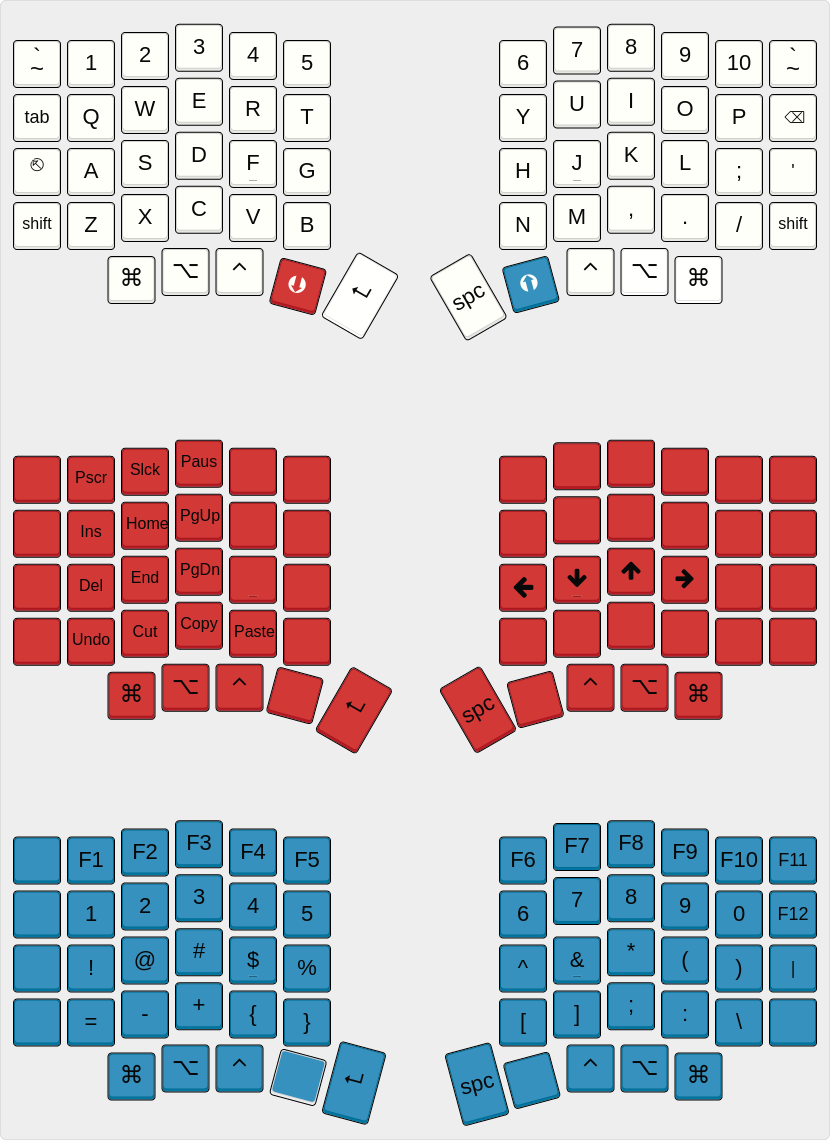 ` 1 2 3 4 5 6 7 8 9 10 `
~ ~
tab Q W E R T Y U I O P ⌫
⎋ A S D F G H J K L ; '
_ _
shift Z X C V B N M , . / shift
⌘ ⌥ ^ ↵ spc ^ ⌥ ⌘
Pscr Slck Paus
Ins Home PgUp
Del End PgDn _ ← ↓ ↑ →
_
Undo Cut Copy Paste
⌘ ⌥ ^ ↵ spc ^ ⌥ ⌘
F1 F2 F3 F4 F5 F6 F7 F8 F9 F10 F11
1 2 3 4 5 6 7 8 9 0 F12
! @ # $ % ^ & * ( ) |
_ _
= - + { } [ ] ; : \
⌘ ⌥ ^ ↵ spc ^ ⌥ ⌘